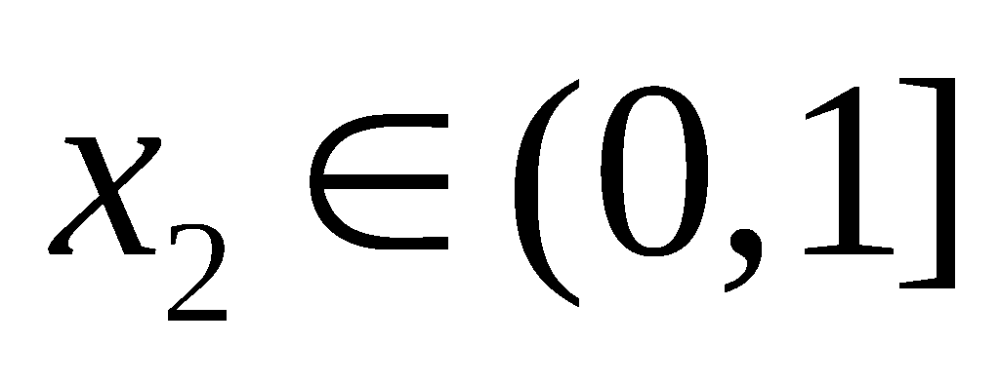 x₂ ∈ (0,1]